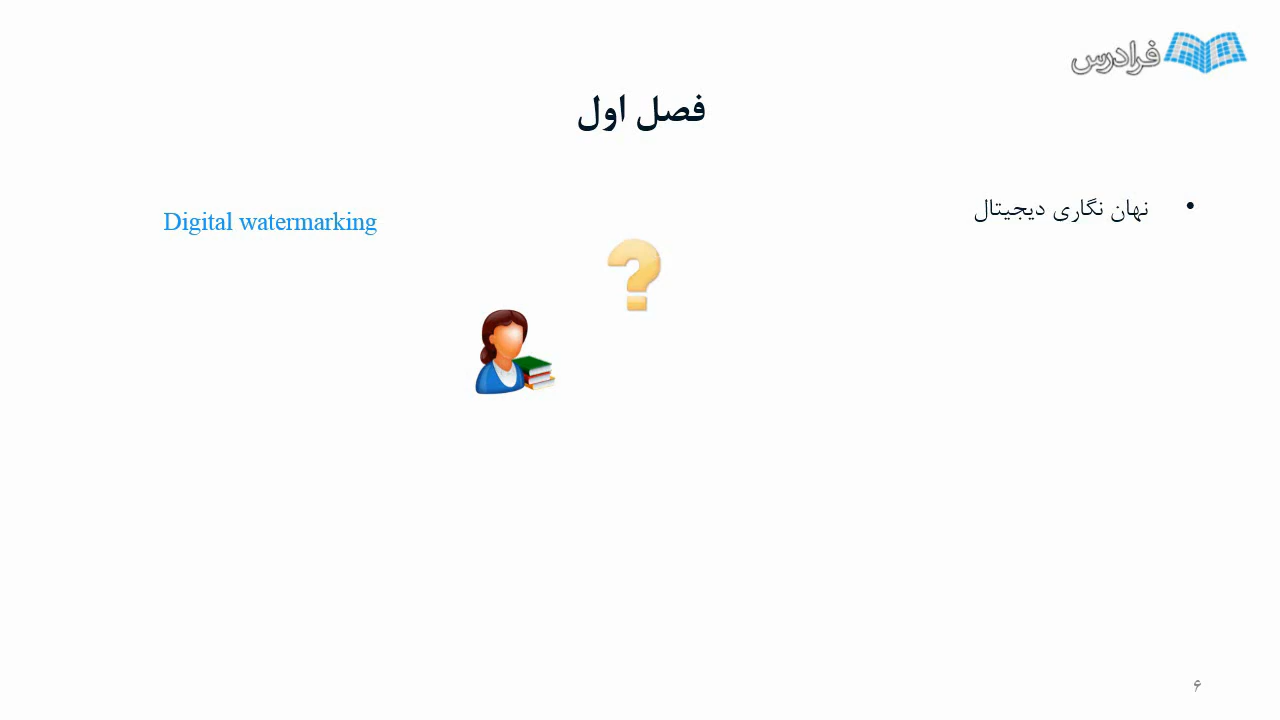 فرادرس
فصل اول
• نهان نگاری دیجیتال
Digital watermarking
۶